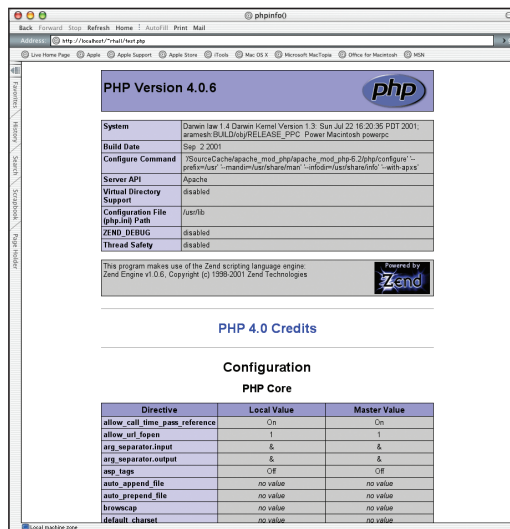 phpinfo()
Back Forward Stop Refresh Home AutoFill Print Mail
Address: http://localhost/~rhall/test.php
Live Home Page Apple Apple Support Apple Store iTools Mac OS X Microsoft MacTopia Office for Macintosh MSN
Favorites
History
Search
Scrapbook
Page Holder
PHP Version 4.0.6
php
System Darwin law 1.4 Darwin Kernel Version 1.3: Sun Jul 22 16:20:35 PDT 2001;
aramesh:BUILD/obj/RELEASE_PPC Power Macintosh powerpc
Build Date Sep 2 2001
Configure Command '/SourceCache/apache_mod_php/apache_mod_php-6.2/php/configure' '--
prefix=/usr' '--mandir=/usr/share/man' '--infodir=/usr/share/info' '--with-apxs'
Server API Apache
Virtual Directory
Support disabled
Configuration File
(php.ini) Path /usr/lib
ZEND_DEBUG disabled
Thread Safety disabled
This program makes use of the Zend scripting language engine:
Zend Engine v1.0.6, Copyright (c) 1998-2001 Zend Technologies
Powered by
Zend
PHP 4.0 Credits
Configuration
PHP Core
Directive Local Value Master Value
allow_call_time_pass_reference On On
allow_url_fopen 1 1
arg_separator.input & &
arg_separator.output & &
asp_tags Off Off
auto_append_file no value no value
auto_prepend_file no value no value
browscap no value no value
default_charset no value no value
Local machine zone